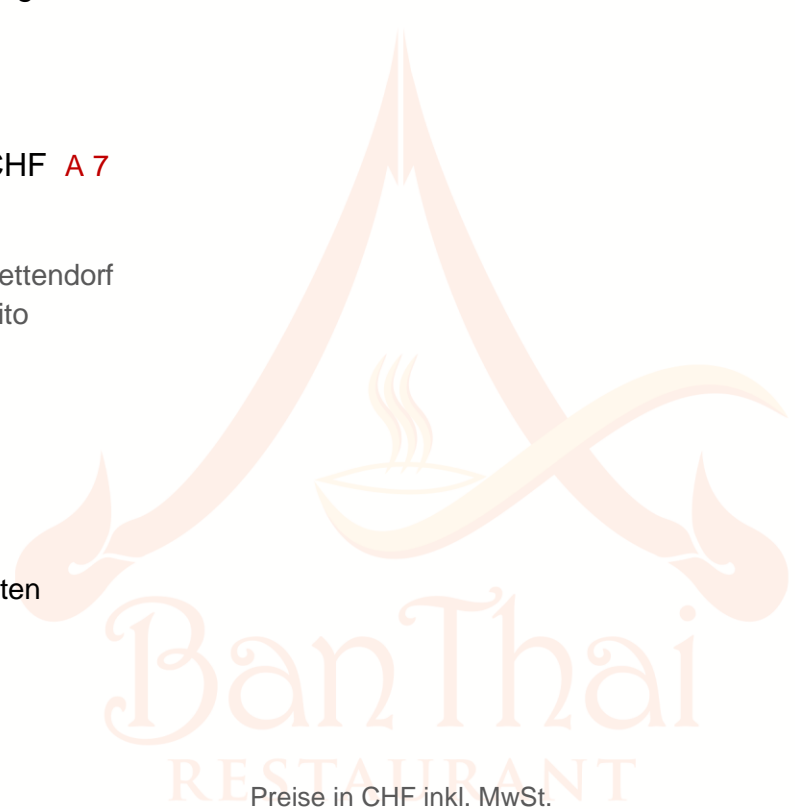 g
CHF A 7
ettendorf
ito
ten
BanThai
RESTAURANT
Preise in CHF inkl. MwSt.